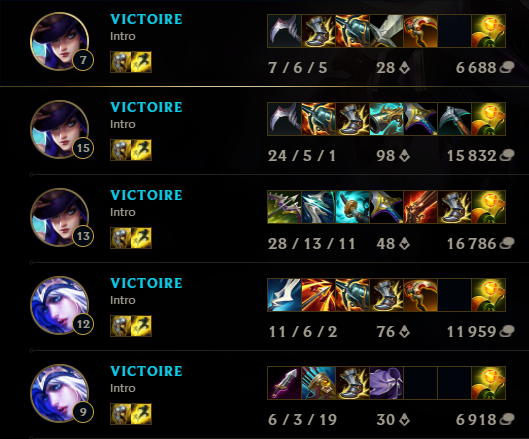 VICTOIRE
Intro
7
7 / 6 / 5
28
6 688
VICTOIRE
Intro
15
24 / 5 / 1
98
15 832
VICTOIRE
Intro
13
28 / 13 / 11
48
16 786
VICTOIRE
Intro
12
11 / 6 / 2
76
11 959
VICTOIRE
Intro
9
6 / 3 / 19
30
6 918